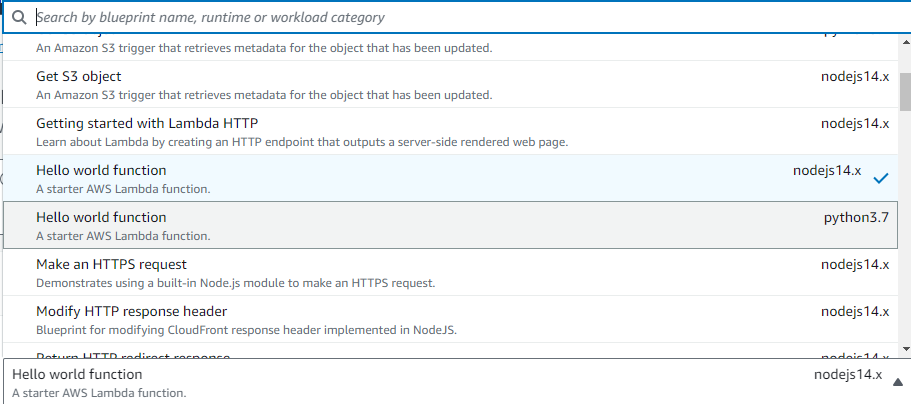 Search by blueprint name, runtime or workload category
An Amazon S3 trigger that retrieves metadata for the object that has been updated.
Get S3 object nodejs14.x
An Amazon S3 trigger that retrieves metadata for the object that has been updated.
Getting started with Lambda HTTP nodejs14.x
Learn about Lambda by creating an HTTP endpoint that outputs a server-side rendered web page.
Hello world function nodejs14.x
A starter AWS Lambda function.
Hello world function python3.7
A starter AWS Lambda function.
Make an HTTPS request nodejs14.x
Demonstrates using a built-in Node.js module to make an HTTPS request.
Modify HTTP response header nodejs14.x
Blueprint for modifying CloudFront response header implemented in NodeJS.
Return HTTP redirect response nodejs14.x
Hello world function nodejs14.x
A starter AWS Lambda function.